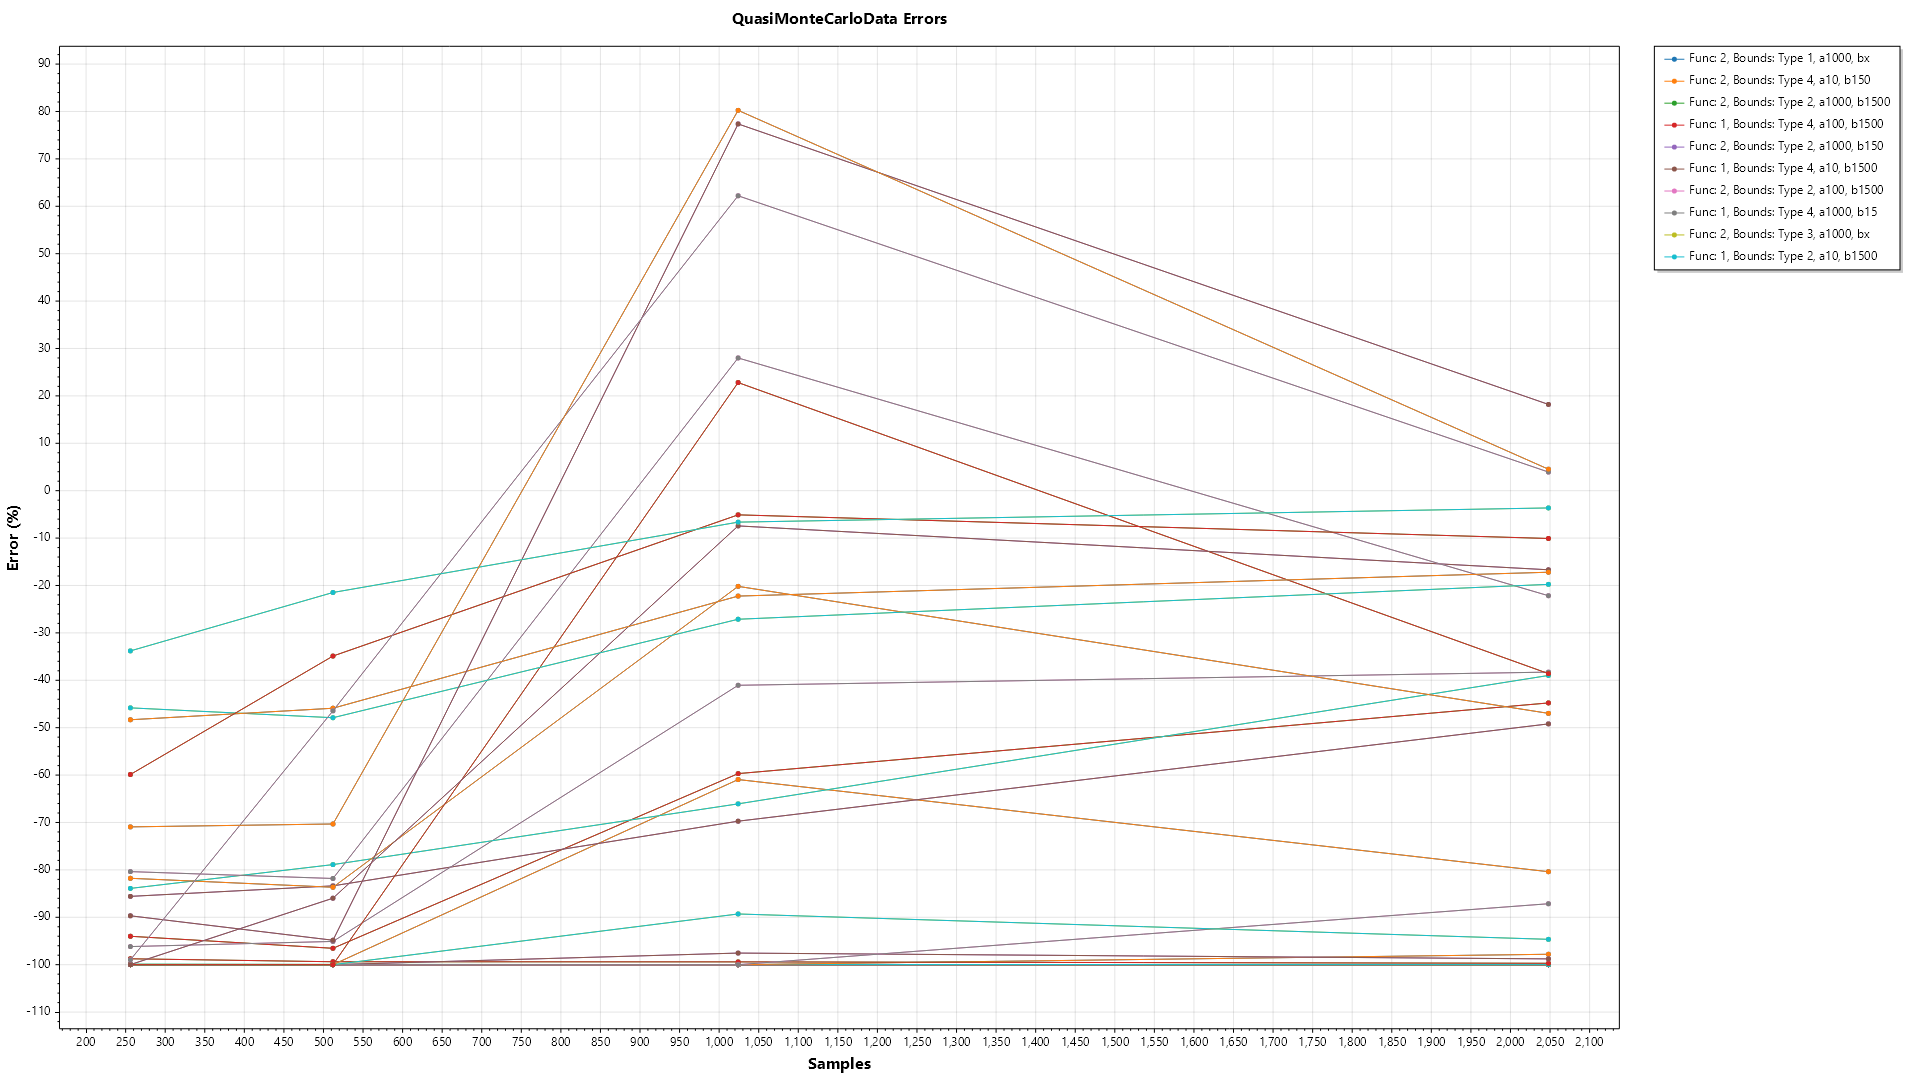 QuasiMonteCarloData Errors
Func: 2, Bounds: Type 1, a1000, bx
Func: 2, Bounds: Type 4, a10, b150
Func: 2, Bounds: Type 2, a1000, b1500
Func: 1, Bounds: Type 4, a100, b1500
Func: 2, Bounds: Type 2, a1000, b150
Func: 1, Bounds: Type 4, a10, b1500
Func: 2, Bounds: Type 2, a100, b1500
Func: 1, Bounds: Type 4, a1000, b15
Func: 2, Bounds: Type 3, a1000, bx
Func: 1, Bounds: Type 2, a10, b1500
Error (%)
90
80
70
60
50
40
30
20
10
0
-10
-20
-30
-40
-50
-60
-70
-80
-90
-100
-110
200 250 300 350 400 450 500 550 600 650 700 750 800 850 900 950 1,000 1,050 1,100 1,150 1,200 1,250 1,300 1,350 1,400 1,450 1,500 1,550 1,600 1,650 1,700 1,750 1,800 1,850 1,900 1,950 2,000 2,050 2,100
Samples